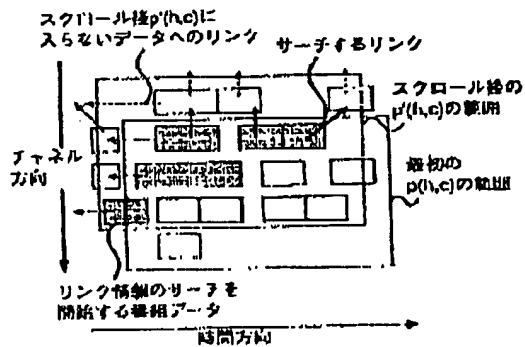 スクロール後p'(h,c)に
入らないデータへのリンク
サーチするリンク
スクロール後の
p'(h,c)の範囲
チャネル
方向
最初の
p(h,c)の範囲
リンク情報のサーチを
開始する番組データ
時間方向